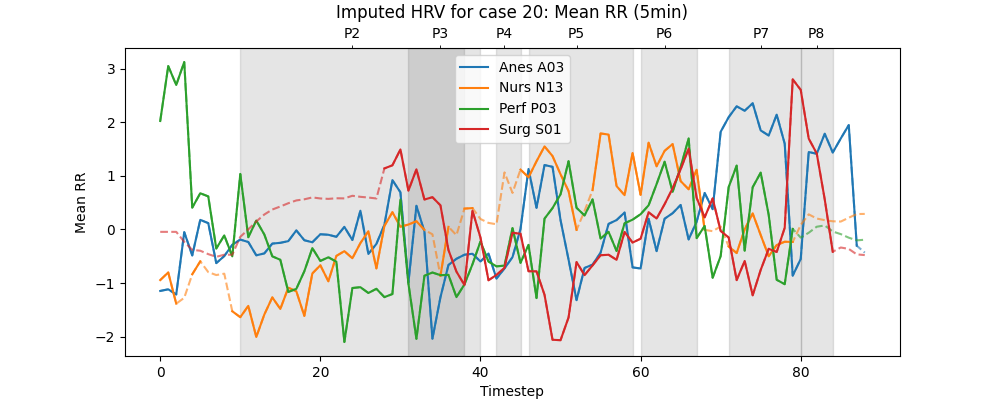 Imputed HRV for case 20: Mean RR (5min)
P2 P3 P4 P5 P6 P7 P8
Anes A03
Nurs N13
Perf P03
Surg S01
3
2
1
0
−1
−2
Mean RR
0 20 40 60 80
Timestep